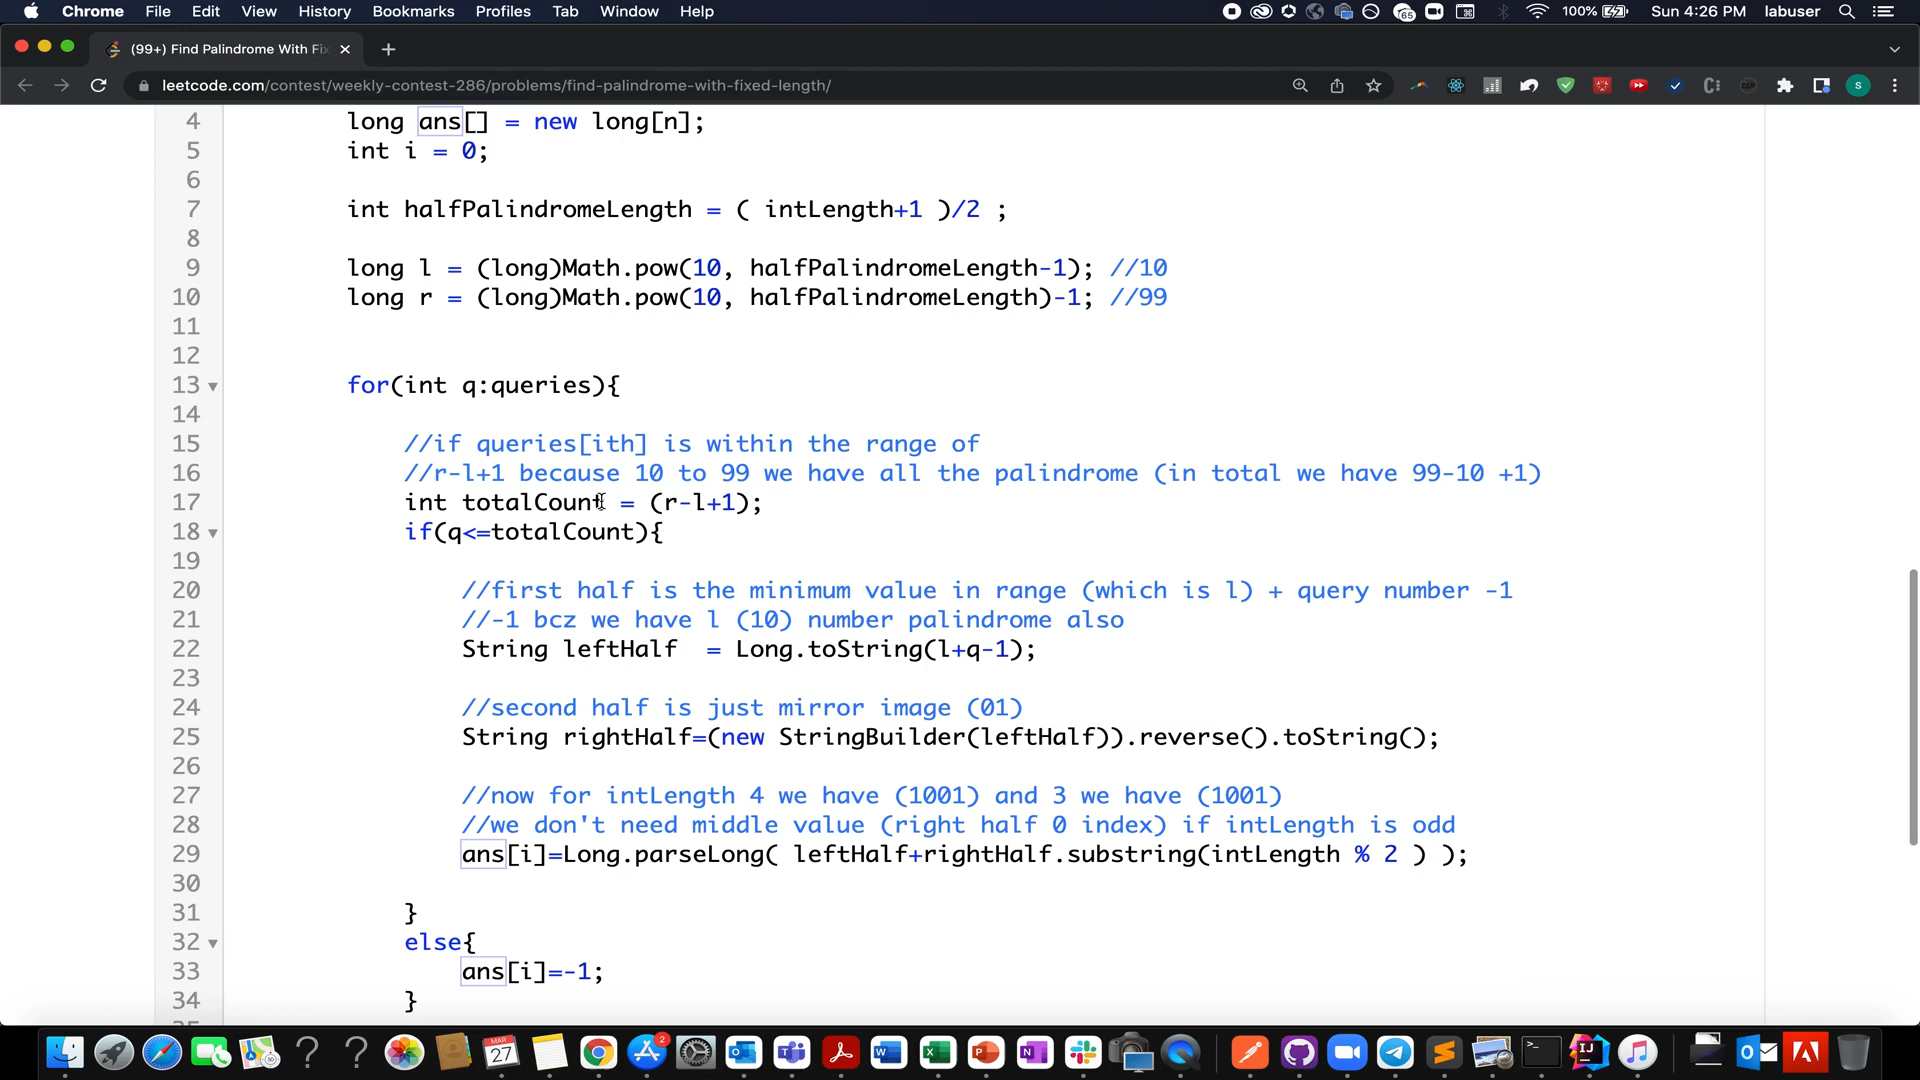 Chrome File Edit View History Bookmarks Profiles Tab Window Help 65 100% Sun 4:26 PM labuser
(99+) Find Palindrome With Fi
leetcode.com/contest/weekly-contest-286/problems/find-palindrome-with-fixed-length/
4 long ans[] = new long[n];
5 int i = 0;
6
7 int halfPalindromeLength = ( intLength+1 )/2 ;
8
9 long l = (long)Math.pow(10, halfPalindromeLength-1); //10
10 long r = (long)Math.pow(10, halfPalindromeLength)-1; //99
11
12
13 for(int q:queries){
14
15 //if queries[ith] is within the range of
16 //r-l+1 because 10 to 99 we have all the palindrome (in total we have 99-10 +1)
17 int totalCount = (r-l+1);
18 if(q<=totalCount){
19
20 //first half is the minimum value in range (which is l) + query number -1
21 //-1 bcz we have l (10) number palindrome also
22 String leftHalf = Long.toString(l+q-1);
23
24 //second half is just mirror image (01)
25 String rightHalf=(new StringBuilder(leftHalf)).reverse().toString();
26
27 //now for intLength 4 we have (1001) and 3 we have (1001)
28 //we don't need middle value (right half 0 index) if intLength is odd
29 ans[i]=Long.parseLong( leftHalf+rightHalf.substring(intLength % 2 ) );
30
31 }
32 else{
33 ans[i]=-1;
34 }
MAR
27
2